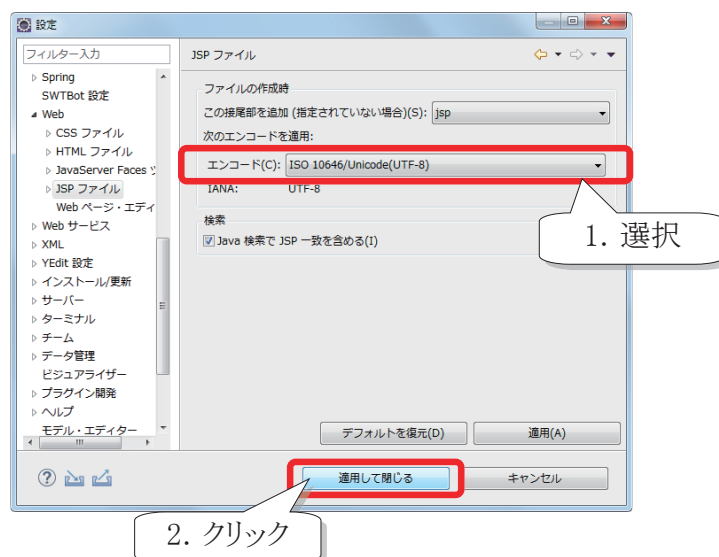 設定
フィルター入力
Spring
SWTBot 設定
Web
CSS ファイル
HTML ファイル
JavaServer Faces ツ
JSP ファイル
Web ページ・エディ
Web サービス
XML
YEdit 設定
インストール/更新
サーバー
ターミナル
チーム
データ管理
ビジュアライザー
プラグイン開発
ヘルプ
モデル・エディター
JSP ファイル
ファイルの作成時
この接尾部を追加 (指定されていない場合)(S): jsp
次のエンコードを適用:
エンコード(C): ISO 10646/Unicode(UTF-8)
IANA: UTF-8
検索
Java 検索で JSP 一致を含める(I)
1. 選択
デフォルトを復元(D) 適用(A)
適用して閉じる キャンセル
2. クリック